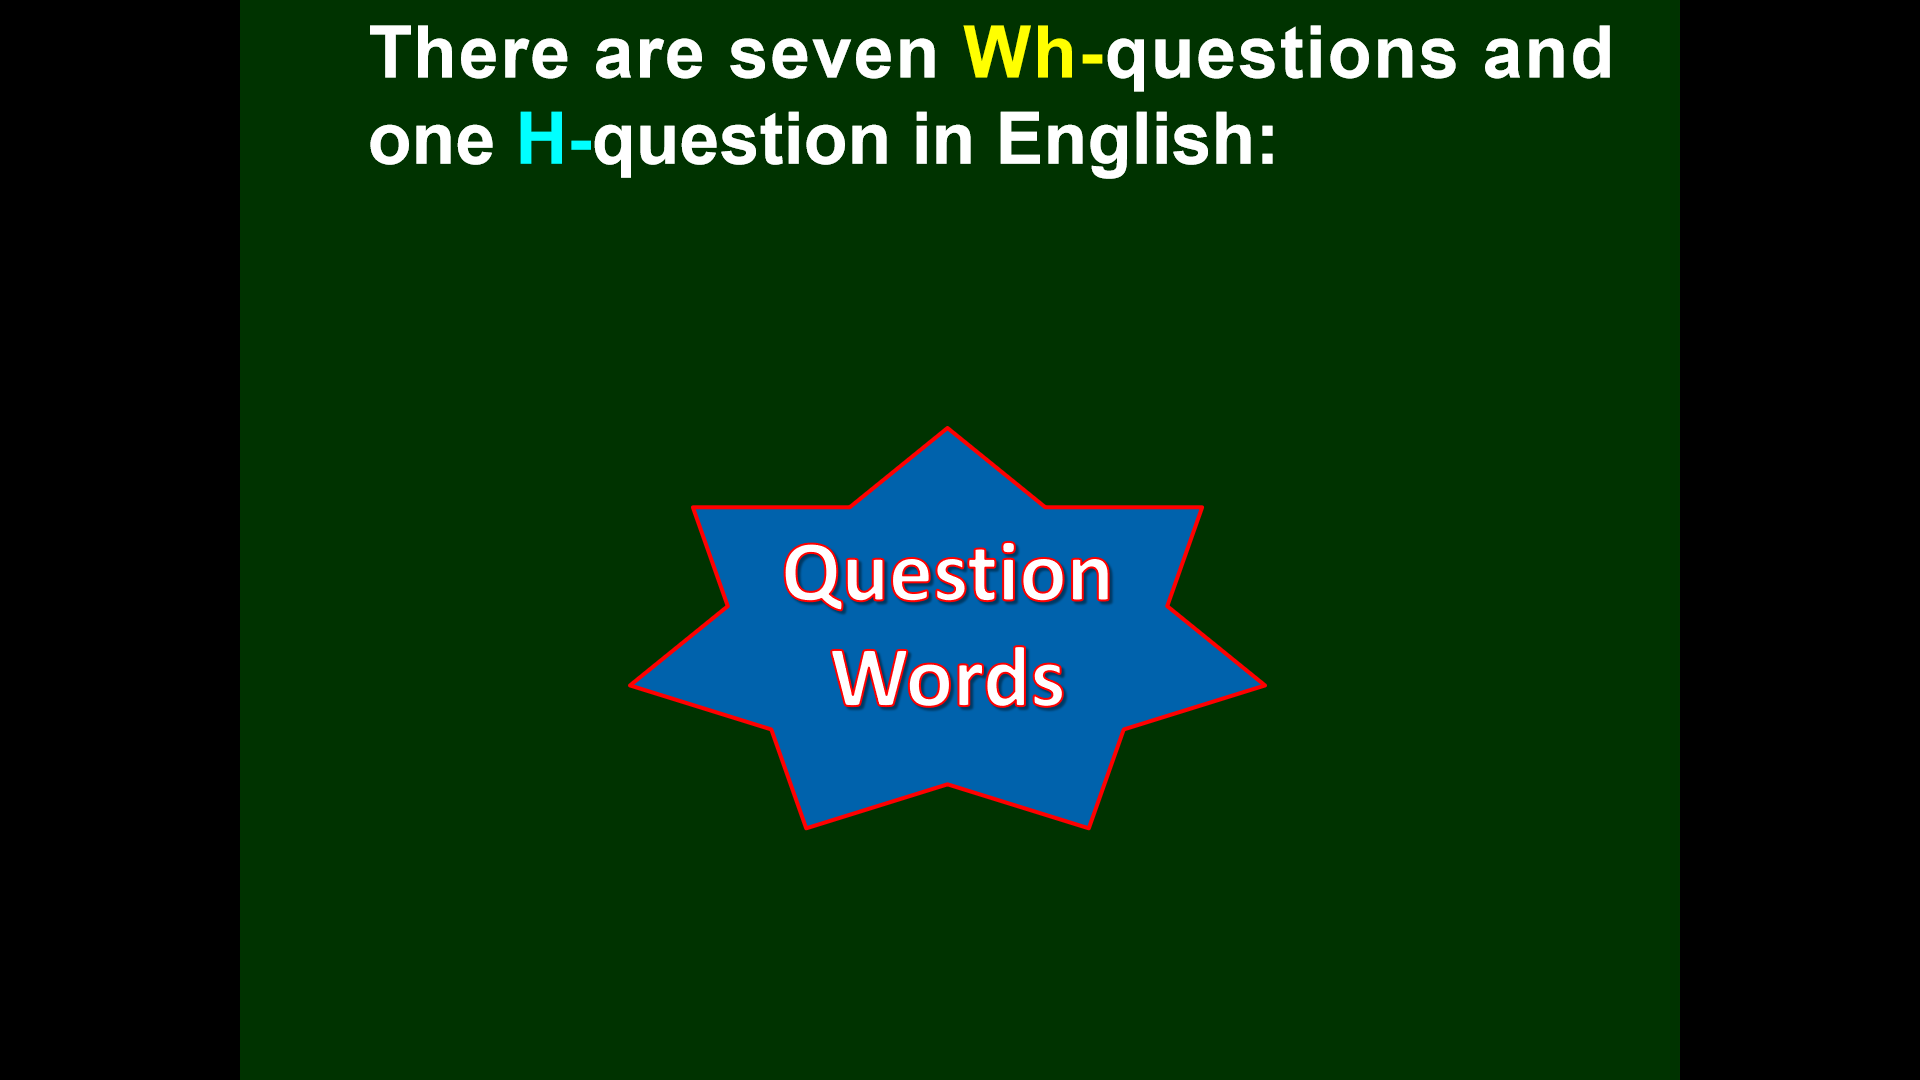 There are seven Wh-questions and
one H-question in English:
Question
Words